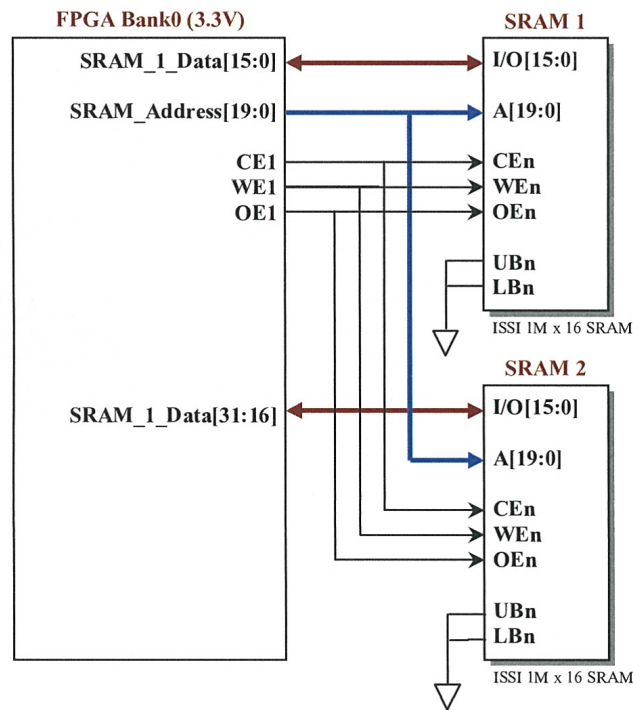 FPGA Bank0 (3.3V)
SRAM_1_Data[15:0]
SRAM_Address[19:0]
CE1
WE1
OE1
SRAM_1_Data[31:16]
SRAM 1
I/O[15:0]
A[19:0]
CEn
WEn
OEn
UBn
LBn
ISSI 1M x 16 SRAM
SRAM 2
I/O[15:0]
A[19:0]
CEn
WEn
OEn
UBn
LBn
ISSI 1M x 16 SRAM